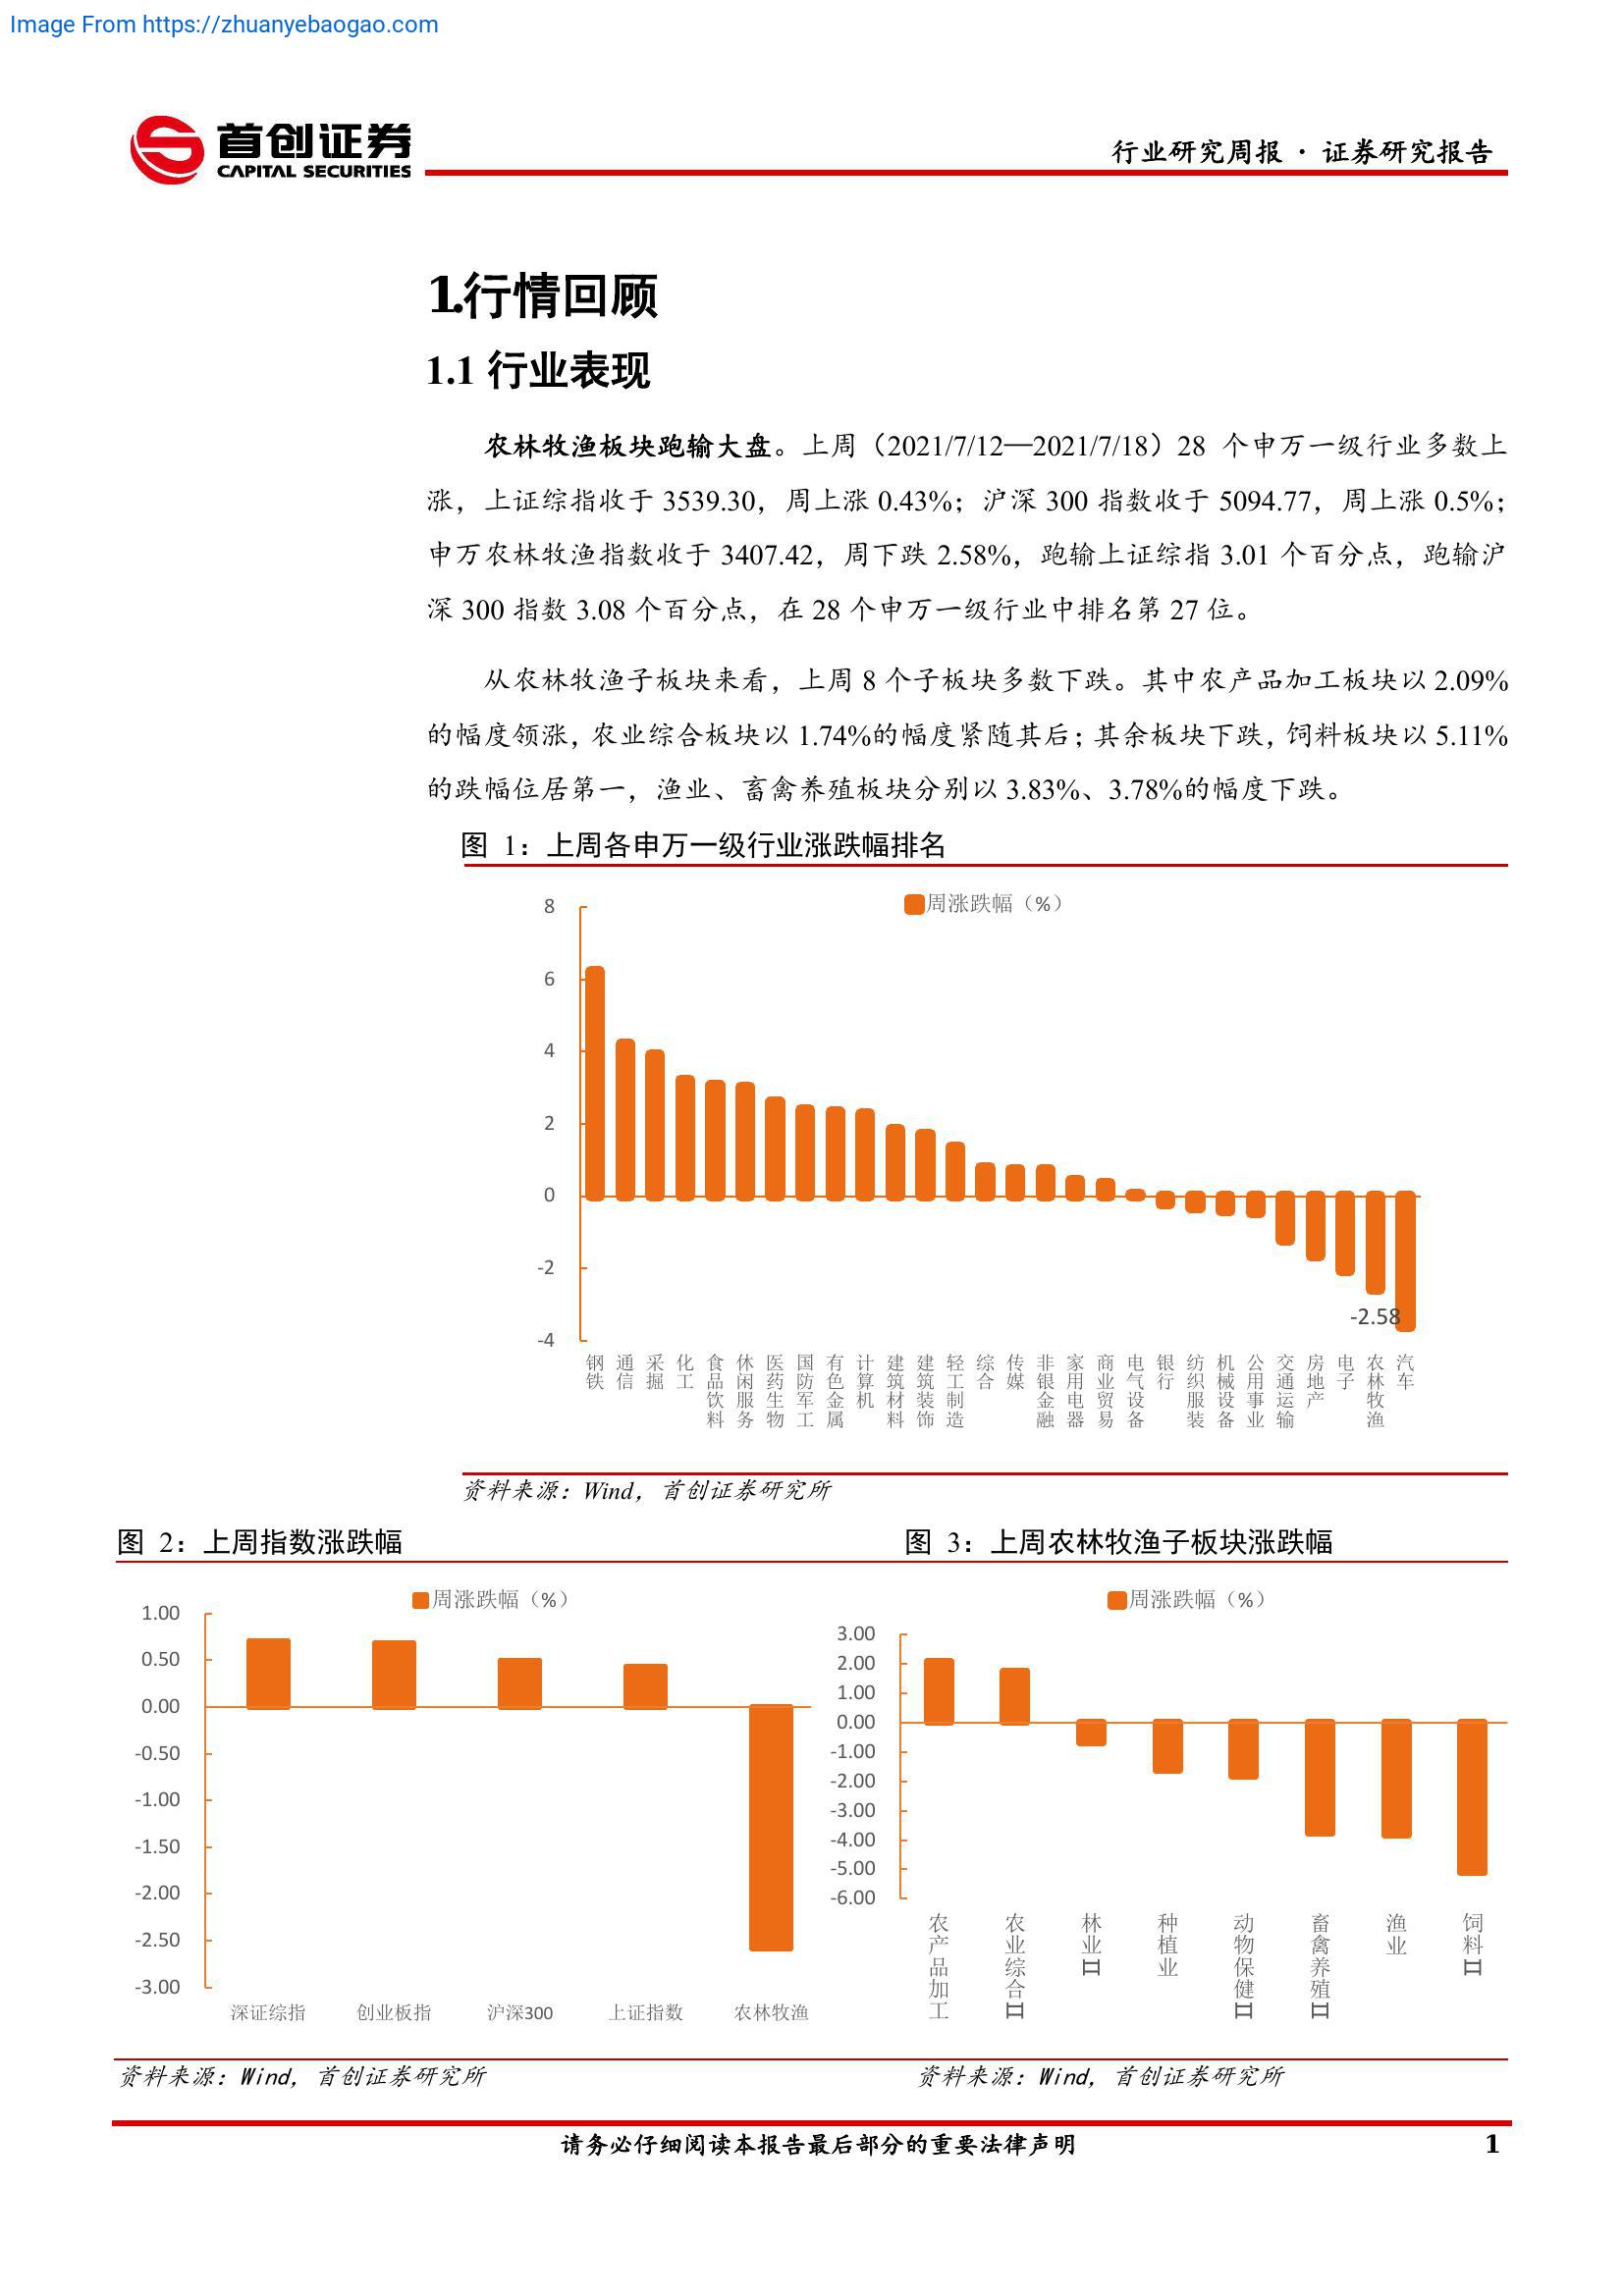 Image From https://zhuanyebaogao.com
首创证券
CAPITAL SECURITIES
行业研究周报 · 证券研究报告
1.行情回顾
1.1 行业表现
农林牧渔板块跑输大盘。上周（2021/7/12—2021/7/18）28 个申万一级行业多数上
涨，上证综指收于 3539.30，周上涨 0.43%；沪深 300 指数收于 5094.77，周上涨 0.5%；
申万农林牧渔指数收于 3407.42，周下跌 2.58%，跑输上证综指 3.01 个百分点，跑输沪
深 300 指数 3.08 个百分点，在 28 个申万一级行业中排名第 27 位。
从农林牧渔子板块来看，上周 8 个子板块多数下跌。其中农产品加工板块以 2.09%
的幅度领涨，农业综合板块以 1.74%的幅度紧随其后；其余板块下跌，饲料板块以 5.11%
的跌幅位居第一，渔业、畜禽养殖板块分别以 3.83%、3.78%的幅度下跌。
图 1：上周各申万一级行业涨跌幅排名
周涨跌幅（%）
8
6
4
2
0
-2
-4
-2.58
钢铁
通信
采掘
化工
食品饮料
休闲服务
医药生物
国防军工
有色金属
计算机
建筑材料
建筑装饰
轻工制造
综合
传媒
非银金融
家用电器
商业贸易
电气设备
银行
纺织服装
机械设备
公用事业
交通运输
房地产
电子
农林牧渔
汽车
资料来源：Wind，首创证券研究所
图 2：上周指数涨跌幅
周涨跌幅（%）
1.00
0.50
0.00
-0.50
-1.00
-1.50
-2.00
-2.50
-3.00
深证综指
创业板指
沪深300
上证指数
农林牧渔
资料来源：Wind，首创证券研究所
图 3：上周农林牧渔子板块涨跌幅
周涨跌幅（%）
3.00
2.00
1.00
0.00
-1.00
-2.00
-3.00
-4.00
-5.00
-6.00
农产品加工
农业综合Ⅱ
林业Ⅱ
种植业
动物保健Ⅱ
畜禽养殖Ⅱ
渔业
饲料Ⅱ
资料来源：Wind，首创证券研究所
请务必仔细阅读本报告最后部分的重要法律声明
1